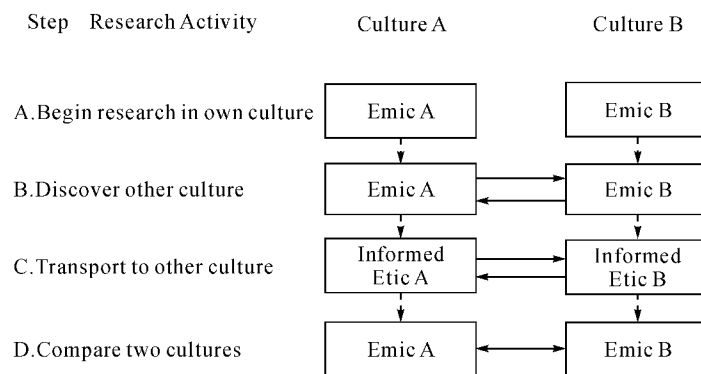 Step Research Activity Culture A Culture B
A.Begin research in own culture Emic A Emic B
B.Discover other culture Emic A Emic B
C.Transport to other culture Informed Etic A Informed Etic B
D.Compare two cultures Emic A Emic B